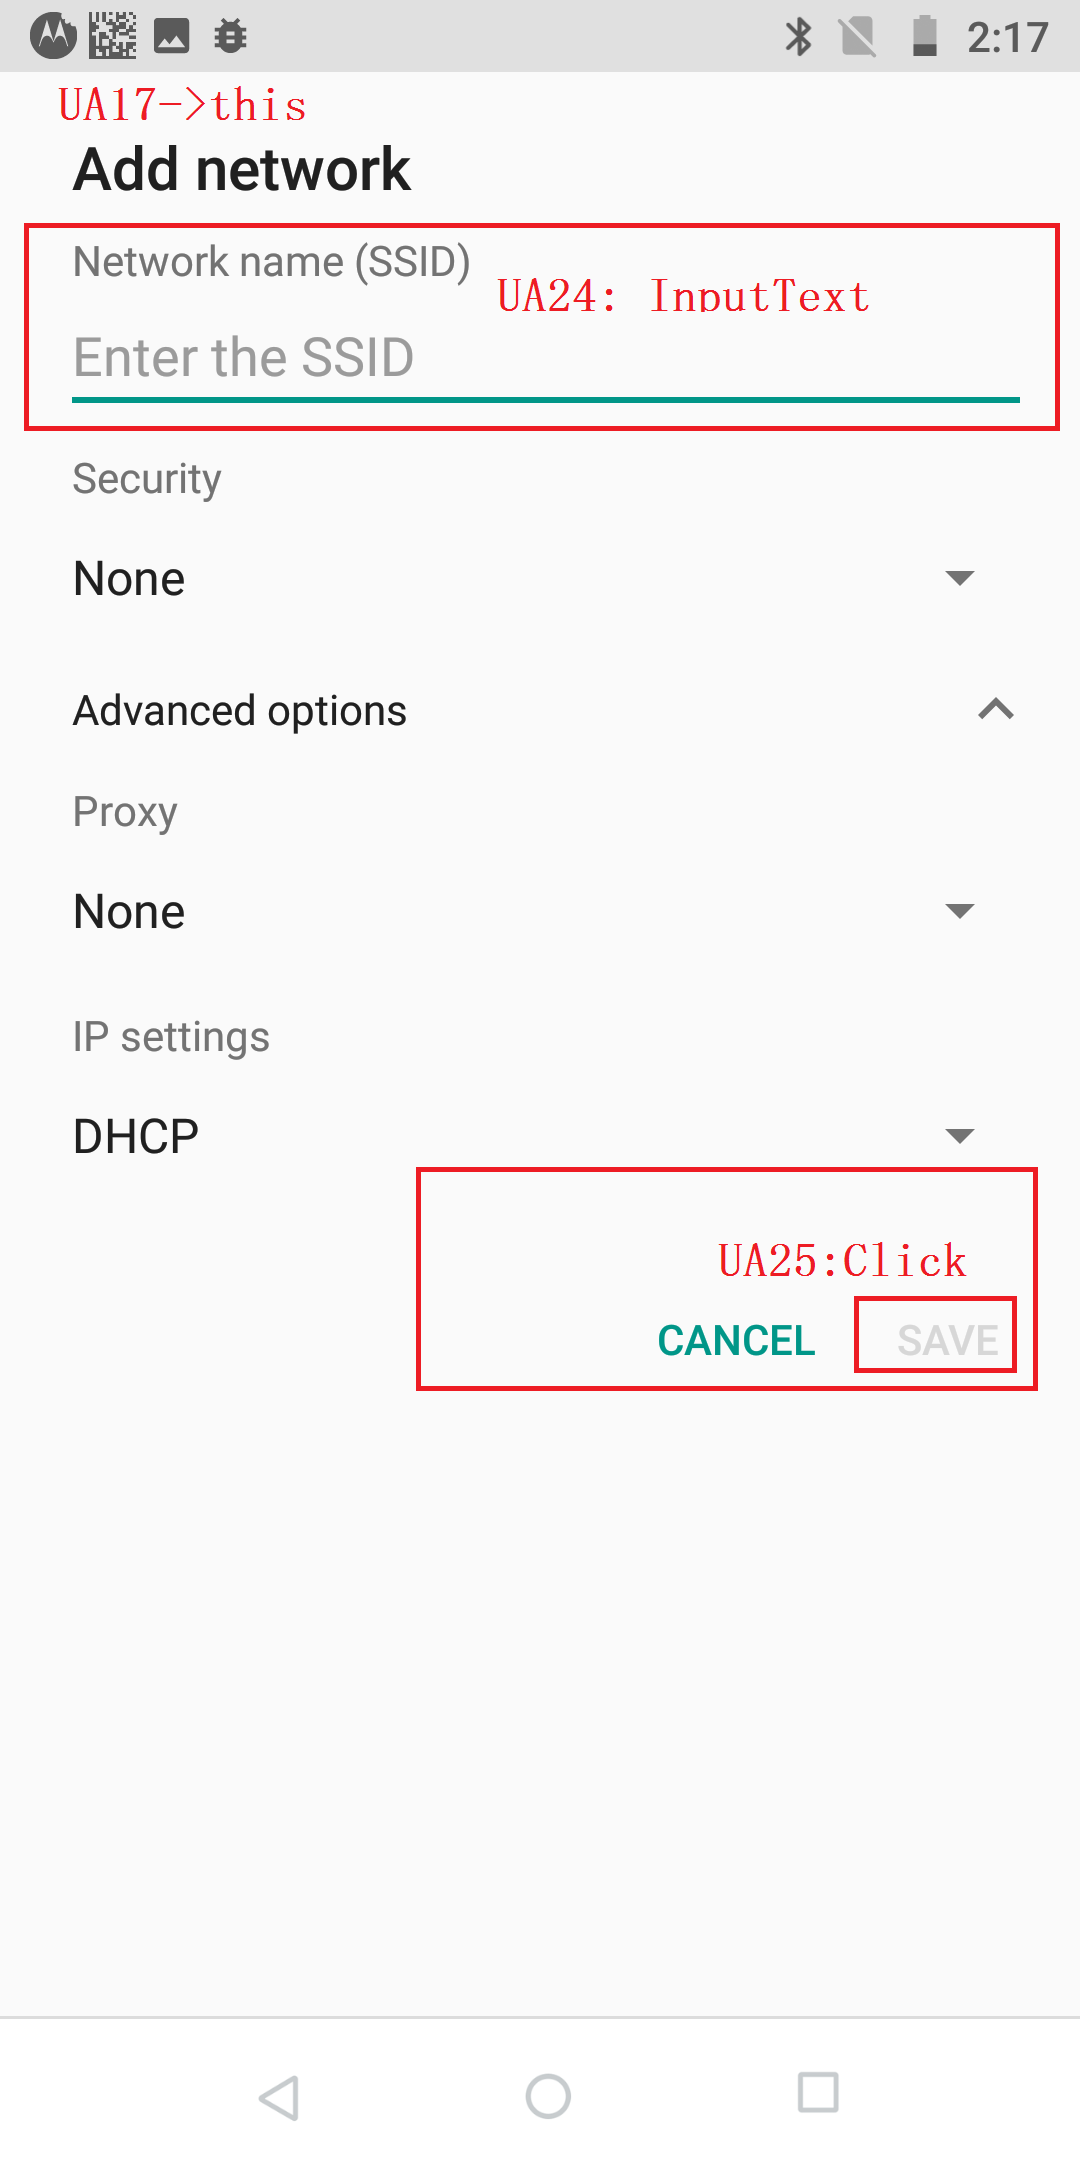 2:17
UA17->this
Add network
Network name (SSID)
UA24: InputText
Enter the SSID
Security
None
Advanced options
Proxy
None
IP settings
DHCP
UA25:Click
CANCEL SAVE